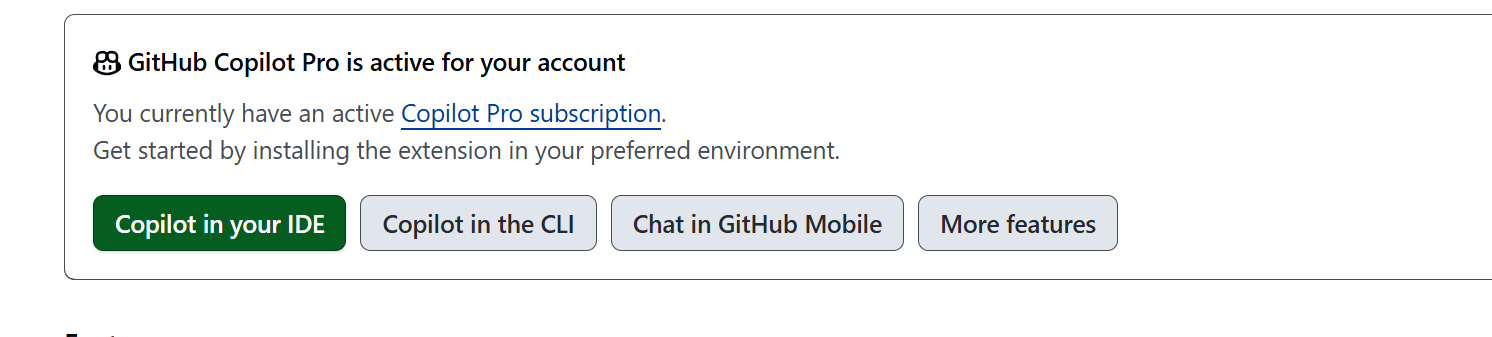 GitHub Copilot Pro is active for your account
You currently have an active Copilot Pro subscription.
Get started by installing the extension in your preferred environment.
Copilot in your IDE
Copilot in the CLI
Chat in GitHub Mobile
More features